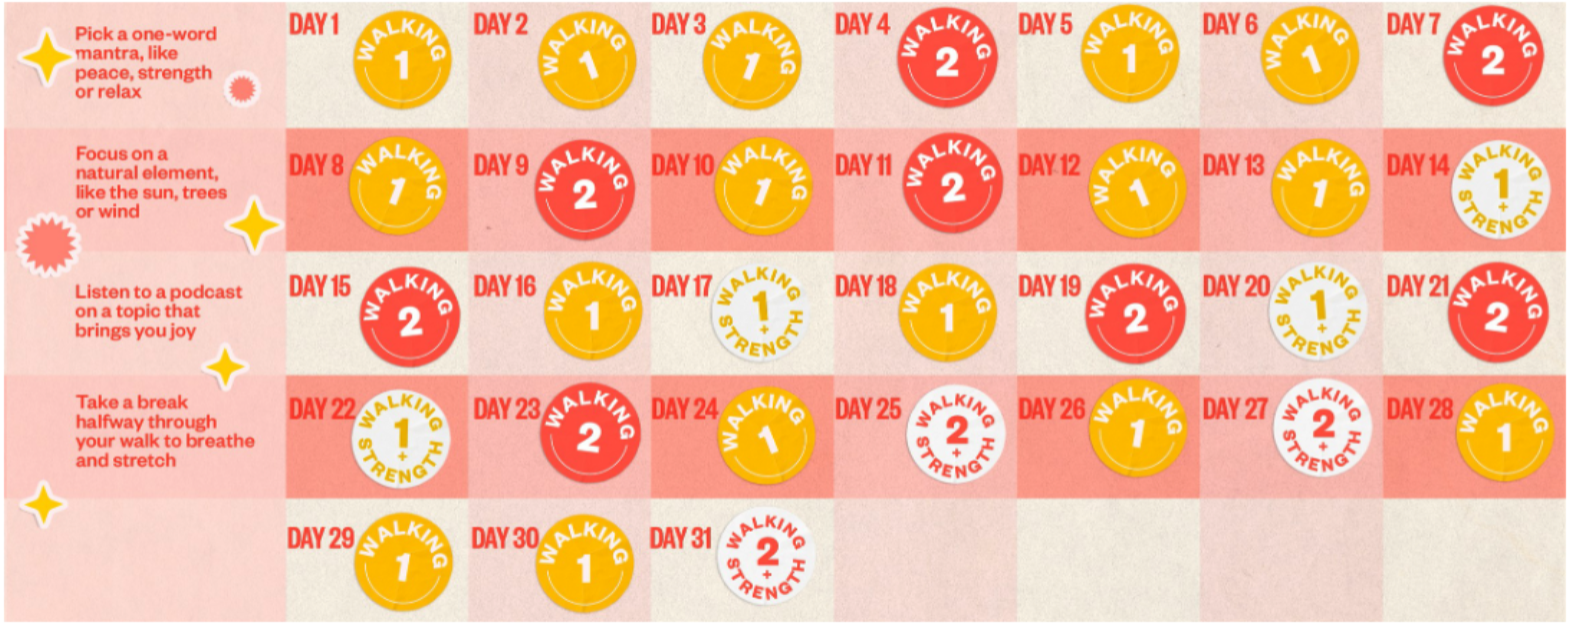 Pick a one-word
mantra, like
peace, strength
or relax
DAY 1
WALKING
1
DAY 2
WALKING
1
DAY 3
WALKING
1
DAY 4
WALKING
2
DAY 5
WALKING
1
DAY 6
WALKING
1
DAY 7
WALKING
2
Focus on a
natural element,
like the sun, trees
or wind
DAY 8
WALKING
1
DAY 9
WALKING
2
DAY 10
WALKING
1
DAY 11
WALKING
2
DAY 12
WALKING
1
DAY 13
WALKING
1
DAY 14
WALKING
1
+
STRENGTH
Listen to a podcast
on a topic that
brings you joy
DAY 15
WALKING
2
DAY 16
WALKING
1
DAY 17
WALKING
1
+
STRENGTH
DAY 18
WALKING
1
DAY 19
WALKING
2
DAY 20
WALKING
1
+
STRENGTH
DAY 21
WALKING
2
Take a break
halfway through
your walk to breathe
and stretch
DAY 22
WALKING
1
+
STRENGTH
DAY 23
WALKING
2
DAY 24
WALKING
1
DAY 25
WALKING
2
+
STRENGTH
DAY 26
WALKING
1
DAY 27
WALKING
2
+
STRENGTH
DAY 28
WALKING
1
DAY 29
WALKING
1
DAY 30
WALKING
1
DAY 31
WALKING
2
+
STRENGTH